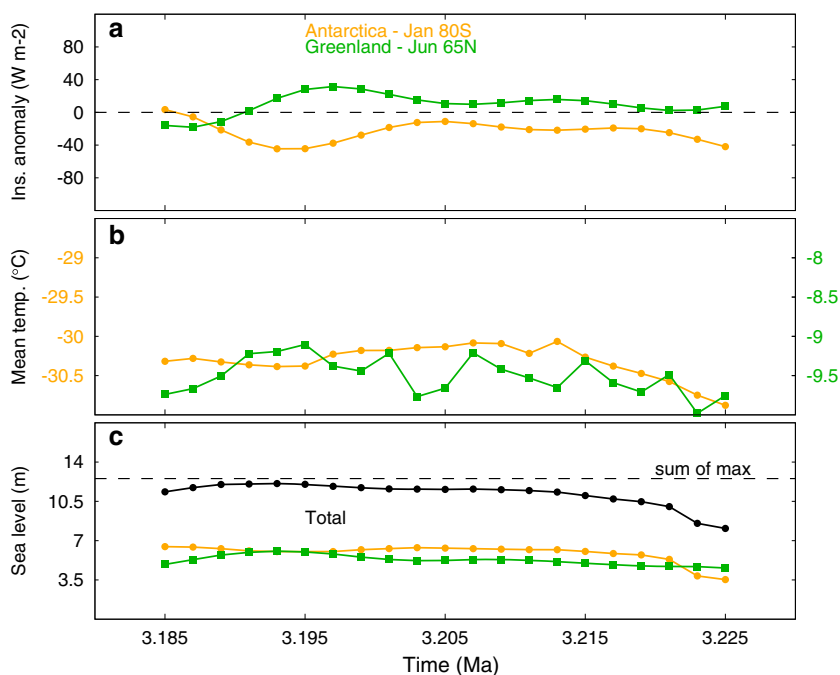 a
Antarctica - Jan 80S
Greenland - Jun 65N
Ins. anomaly (W m-2)
80
40
0
-40
-80
b
Mean temp. (°C)
-29
-29.5
-30
-30.5
-8
-8.5
-9
-9.5
c
Sea level (m)
14
10.5
7
3.5
sum of max
Total
3.185
3.195
3.205
3.215
3.225
Time (Ma)